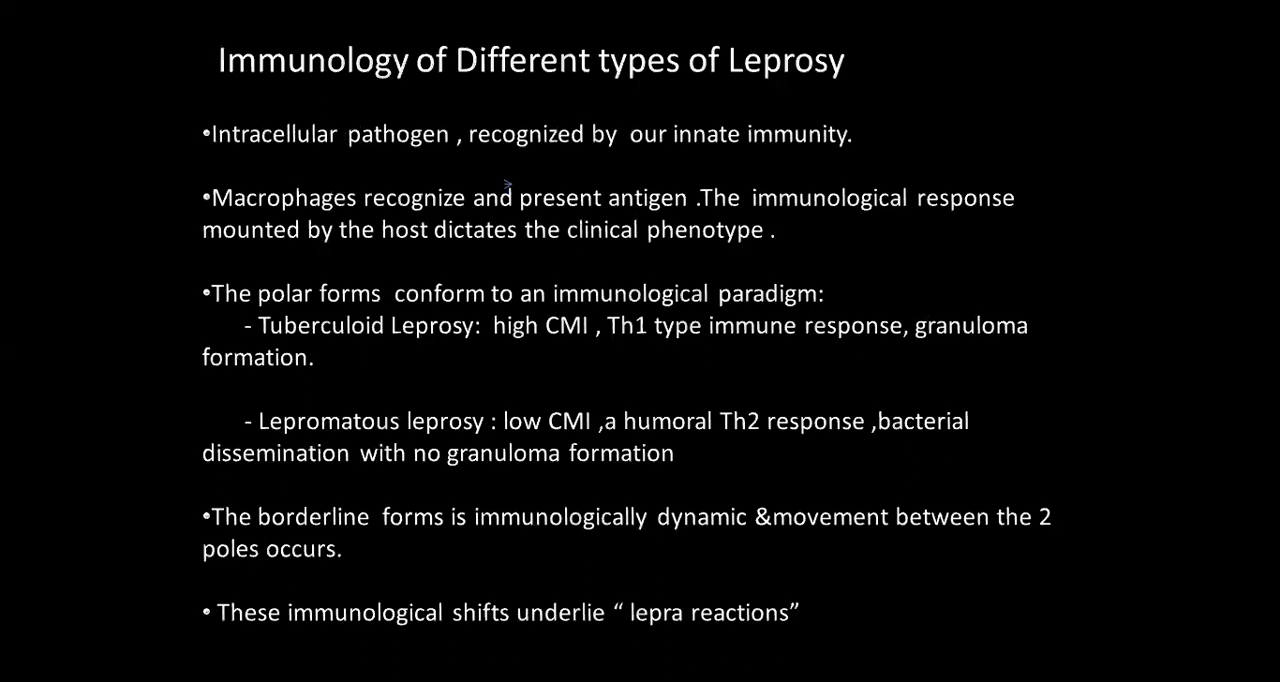 Immunology of Different types of Leprosy
•Intracellular pathogen , recognized by our innate immunity.
•Macrophages recognize and present antigen .The immunological response
mounted by the host dictates the clinical phenotype .
•The polar forms conform to an immunological paradigm:
- Tuberculoid Leprosy: high CMI , Th1 type immune response, granuloma
formation.
- Lepromatous leprosy : low CMI ,a humoral Th2 response ,bacterial
dissemination with no granuloma formation
•The borderline forms is immunologically dynamic &movement between the 2
poles occurs.
• These immunological shifts underlie “ lepra reactions”